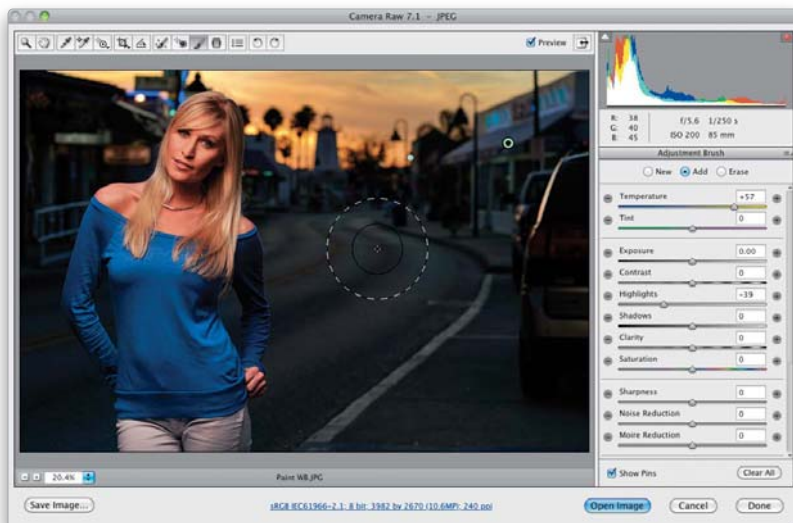 Camera Raw 7.1 – JPEG
Preview
R: 38
G: 40
B: 45
f/5.6 1/250 s
ISO 200 85 mm
Adjustment Brush
New Add Erase
Temperature +57
Tint 0
Exposure 0.00
Contrast 0
Highlights -39
Shadows 0
Clarity 0
Saturation 0
Sharpness 0
Noise Reduction 0
Moire Reduction 0
Show Pins Clear All
20.4% Paint WB.JPG
Save Image... sRGB IEC61966-2.1; 8 bit; 3982 by 2670 (10.6MP); 240 ppi Open Image Cancel Done